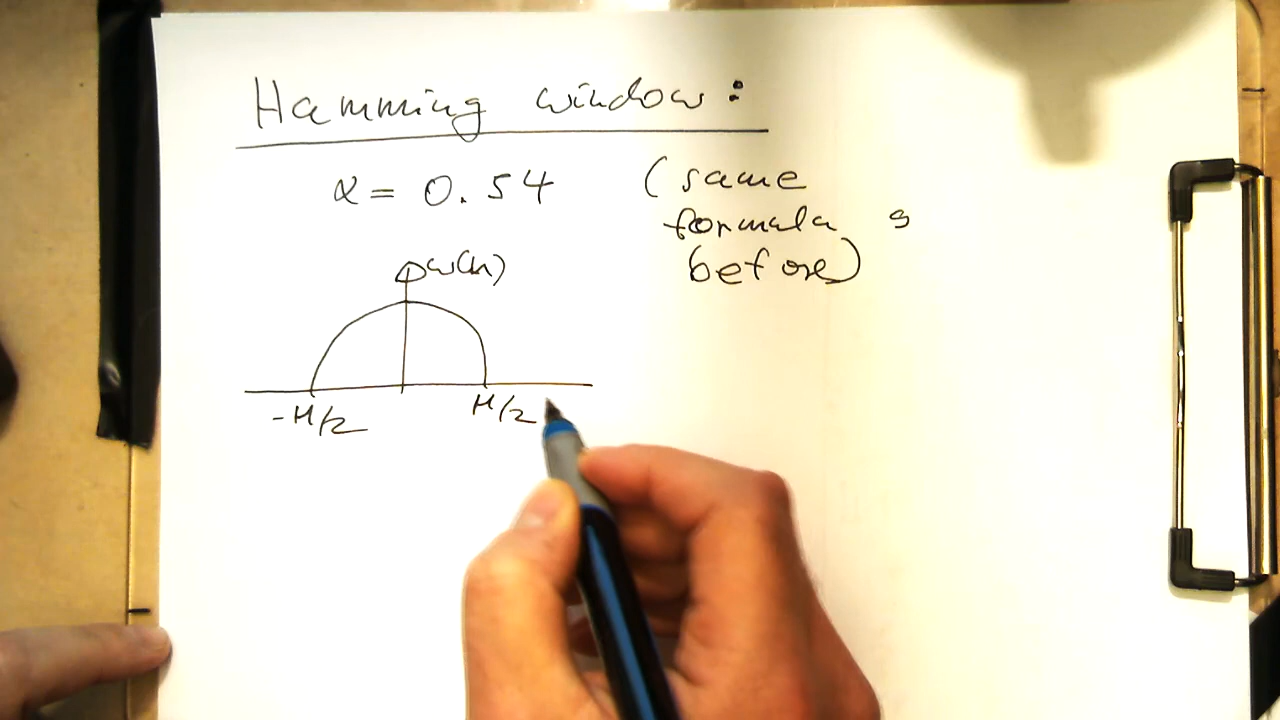 Hamming window:
α = 0.54
(same
formula s
before)
w(n)
-M/2
M/2